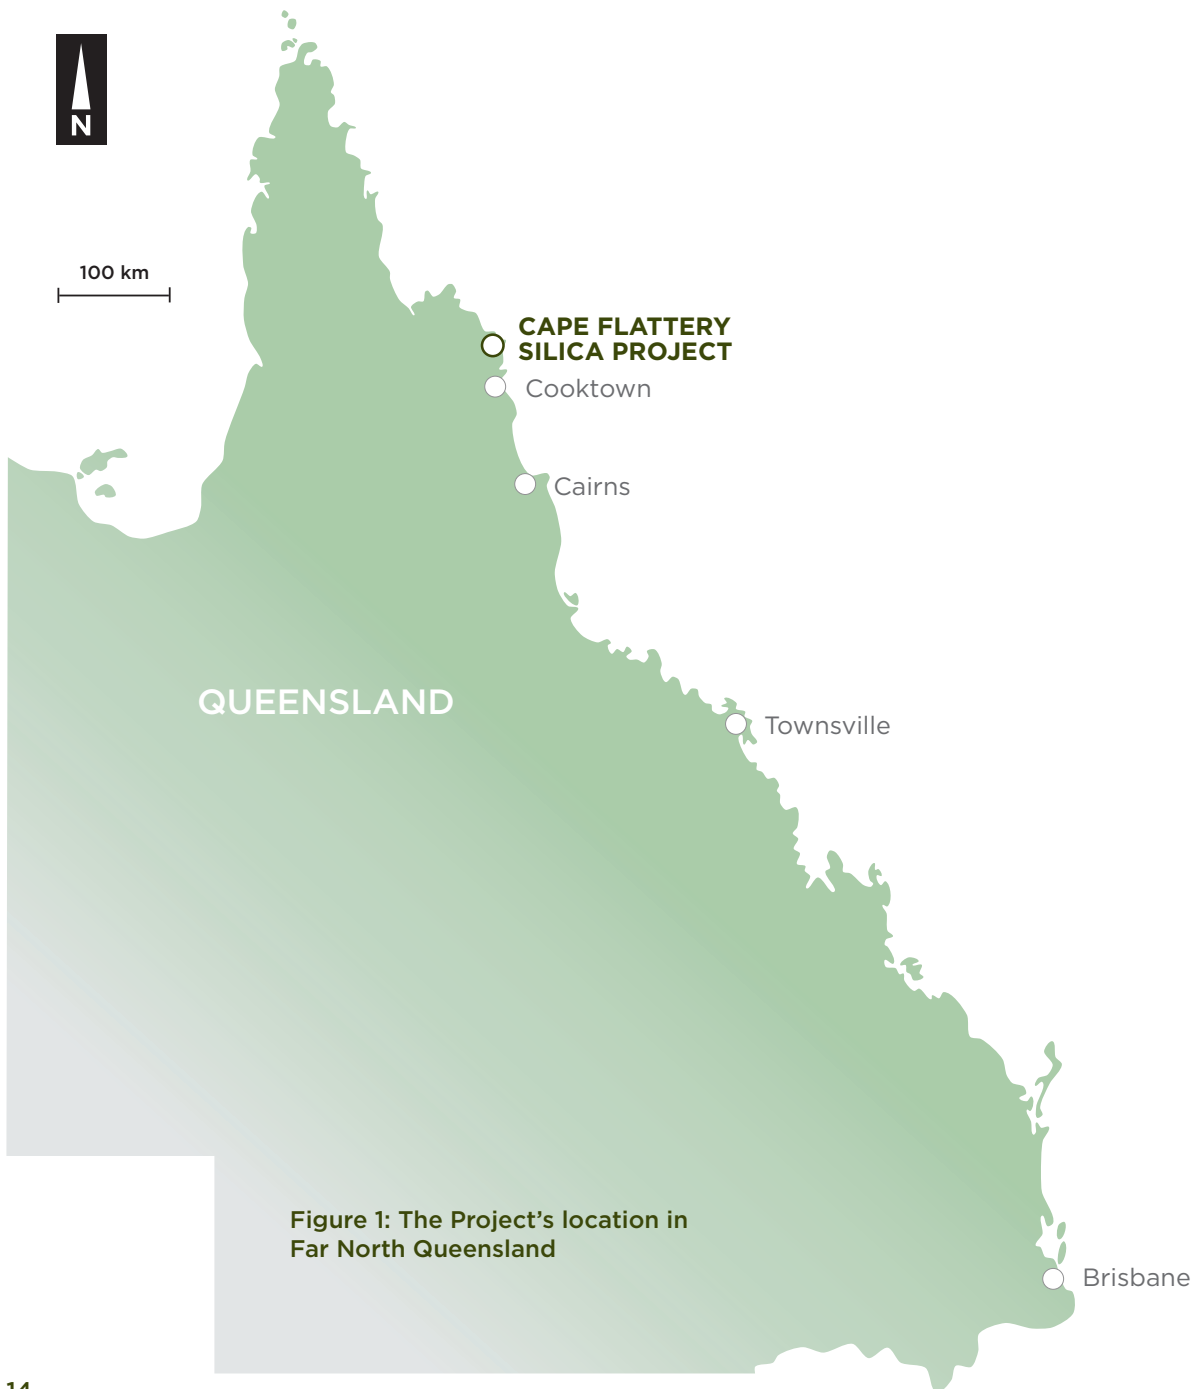 N
100 km
CAPE FLATTERY
SILICA PROJECT
Cooktown
Cairns
QUEENSLAND
Townsville
Figure 1: The Project’s location in
Far North Queensland
Brisbane
14